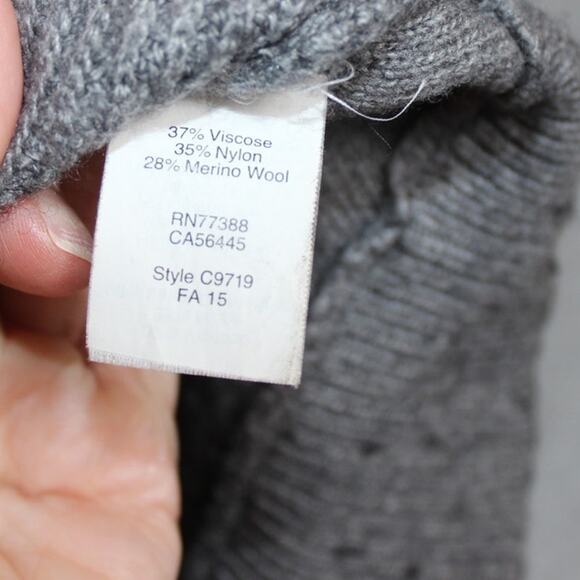 37% Viscose
35% Nylon
28% Merino Wool
RN77388
CA56445
Style C9719
FA 15